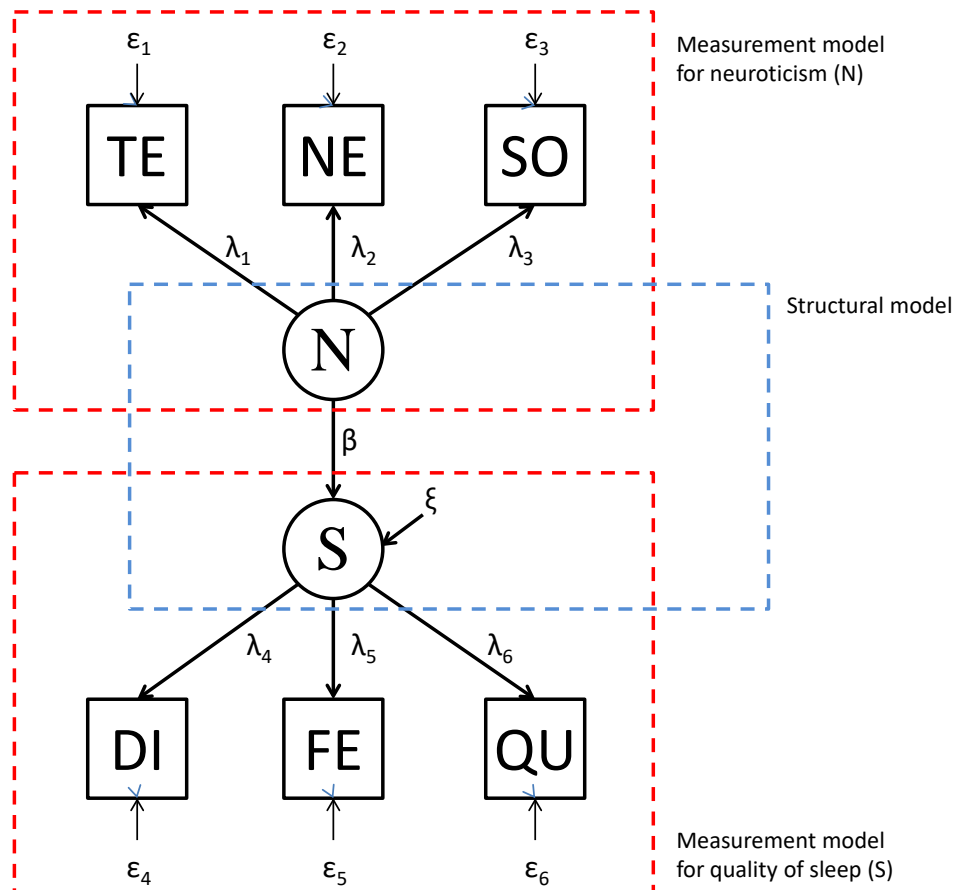 ε₁ ε₂ ε₃
Measurement model
for neuroticism (N)
TE NE SO
λ₁ λ₂ λ₃
Structural model
N
β
ξ
S
λ₄ λ₅ λ₆
DI FE QU
Measurement model
for quality of sleep (S)
ε₄ ε₅ ε₆